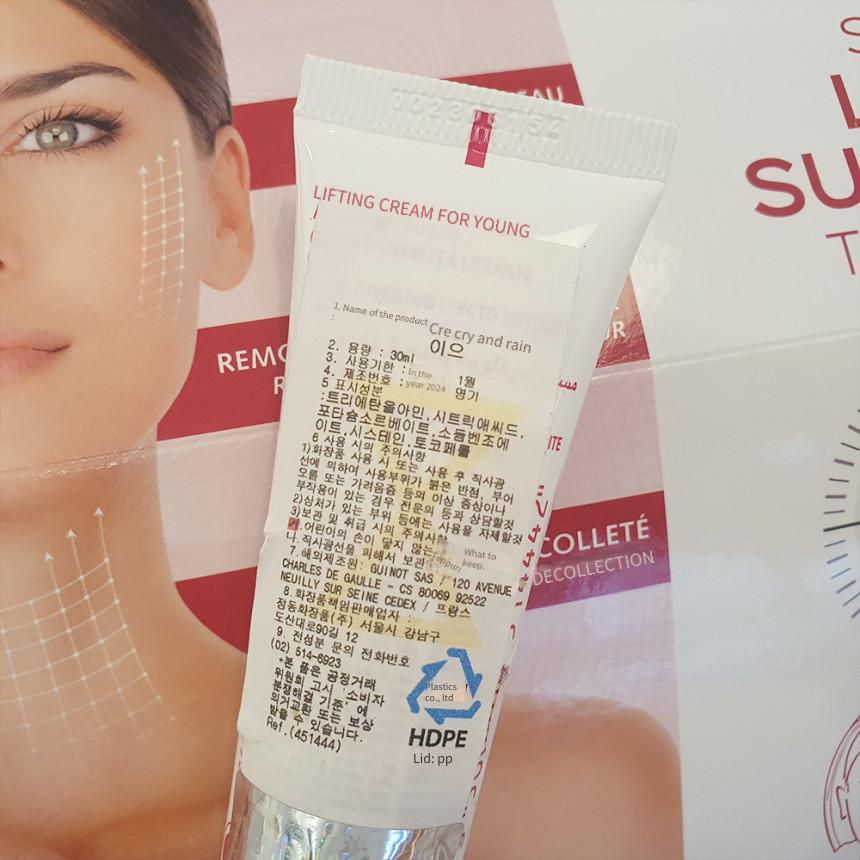 EAU
LIFTING CREAM FOR YOUNG
1. Name of the product Cre cry and rain
: 이으
2. 용량 : 30ml
3. 사용기한 : in the 1월
4. 제조번호 : year 2024 명기
5 표시성분
:트리에탄올아민,시트릭애씨드,
포타슘소르베이트,소듐벤조에
이트,시스테인,토코페롤
6 사용 시의 주의사항
1)화장품 사용 시 또는 사용 후 직사광
선에 의하여 사용부위가 붉은 반점, 부어
오름 또는 가려움증 등의 이상 증상이나
부작용이 있는 경우 전문의 등과 상담할것
2)상처가 있는 부위 등에는 사용을 자제할것
3)보관 및 취급 시의 주의사항
가.어린이의 손이 닿지 않는
나.직사광선을 피해서 보관 What to
keep.
7. 해외제조원: GUINOT SAS / 120 AVENUE
CHARLES DE GAULLE - CS 80069 92522
NEUILLY SUR SEINE CEDEX / 프랑스
8.화장품책임판매업자 :
정동화장품(주) 서울시 강남구
도산대로90길 12
9. 전성분 문의 전화번호
(02) 514-6923
*본 품은 공정거래
위원회 고시 '소비자
분쟁해결 기준'에
의거교환 또는 보상
받을 수 있습니다.
Ref.(451444)
Plastics
co., ltd
HDPE
Lid: pp
REMO
R
UR
ITE
COLLETÉ
DECOLLECTION
S
L
SU
T